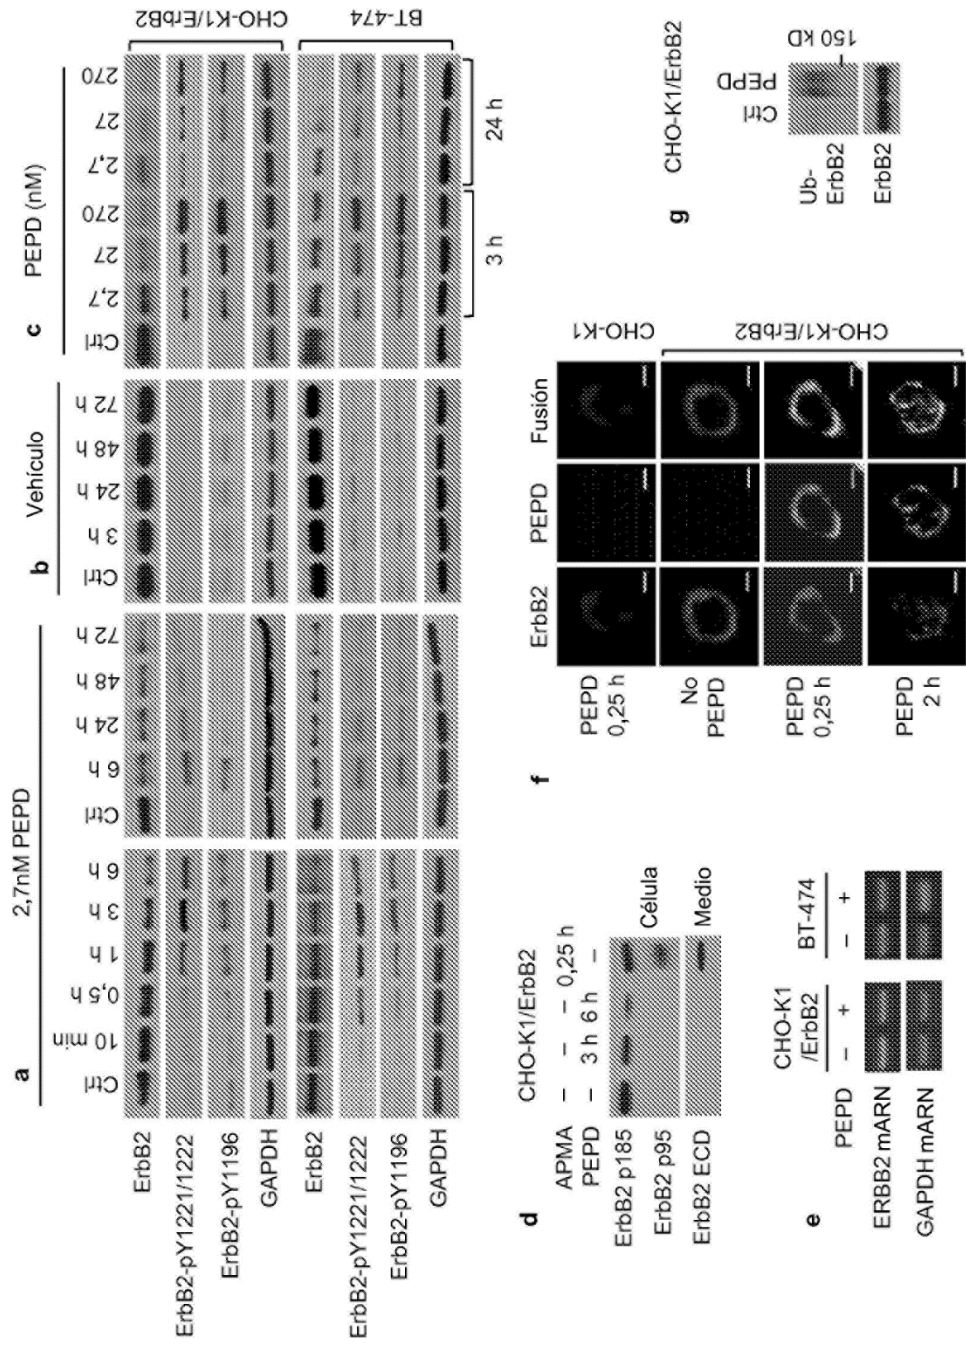 a
2,7nM PEPD
Ctrl 10 min 0,5 h 1 h 3 h 6 h
Ctrl 6 h 24 h 48 h 72 h
b
Vehículo
Ctrl 3 h 24 h 48 h 72 h
c
PEPD (nM)
Ctrl 2,7 27 270 2,7 27 270
ErbB2
ErbB2-pY1221/1222
ErbB2-pY1196
GAPDH
CHO-K1/ErbB2
ErbB2
ErbB2-pY1221/1222
ErbB2-pY1196
GAPDH
BT-474
3 h 24 h
d
CHO-K1/ErbB2
APMA – – – 0,25 h
PEPD – 3 h 6 h –
ErbB2 p185
ErbB2 p95
Célula
ErbB2 ECD
Medio
e
CHO-K1
/ErbB2
BT-474
PEPD – + – +
ERBB2 mARN
GAPDH mARN
f
ErbB2 PEPD Fusión
PEPD
0,25 h
CHO-K1
No
PEPD
PEPD
0,25 h
PEPD
2 h
CHO-K1/ErbB2
g
CHO-K1/ErbB2
Ctrl PEPD
Ub-
ErbB2
150 kD
ErbB2